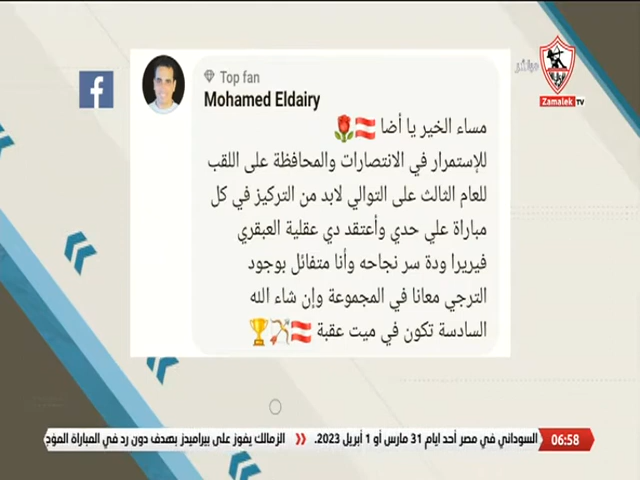 Top fan
Mohamed Eldairy
مساء الخير يا أضا
للإستمرار في الانتصارات والمحافظة على اللقب
للعام الثالث على التوالي لابد من التركيز في كل
مباراة علي حدي وأعتقد دي عقلية العبقري
فيريرا ودة سر نجاحه وأنا متفائل بوجود
الترجي معانا في المجموعة وإن شاء الله
السادسة تكون في ميت عقبة
مباشر
Zamalek TV
السوداني في مصر أحد ايام 31 مارس أو 1 أبريل 2023. الزمالك يفوز على بيراميدز بهدف دون رد في المباراة المؤج
06:58